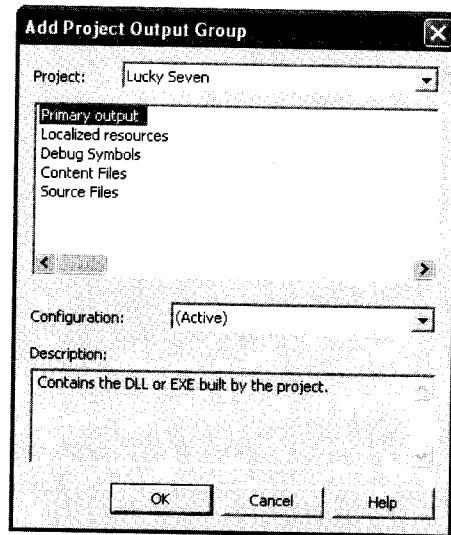 Add Project Output Group
Project: Lucky Seven
Primary output
Localized resources
Debug Symbols
Content Files
Source Files
Configuration: (Active)
Description:
Contains the DLL or EXE built by the project.
OK Cancel Help